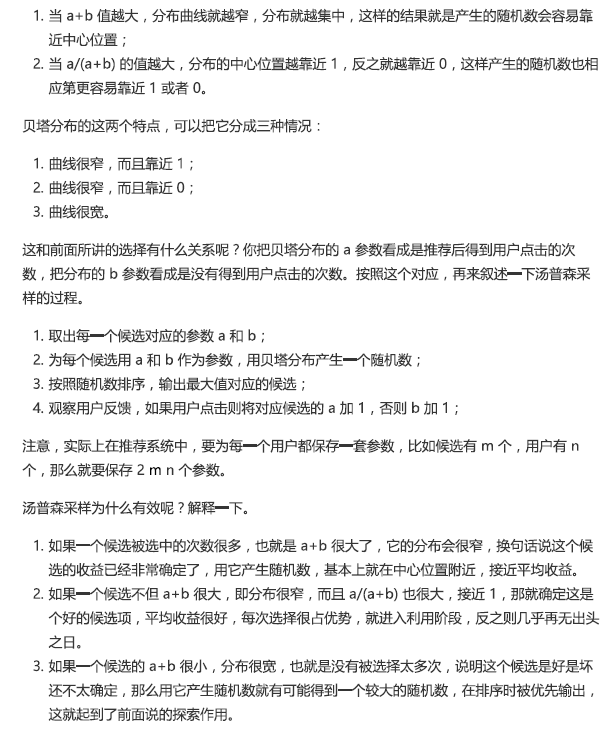 1. 当 a+b 值越大，分布曲线就越窄，分布就越集中，这样的结果就是产生的随机数会容易靠
近中心位置；
2. 当 a/(a+b) 的值越大，分布的中心位置越靠近 1，反之就越靠近 0，这样产生的随机数也相
应第更容易靠近 1 或者 0。
贝塔分布的这两个特点，可以把它分成三种情况：
1. 曲线很窄，而且靠近 1；
2. 曲线很窄，而且靠近 0；
3. 曲线很宽。
这和前面所讲的选择有什么关系呢？你把贝塔分布的 a 参数看成是推荐后得到用户点击的次
数，把分布的 b 参数看成是没有得到用户点击的次数。按照这个对应，再来叙述一下汤普森采
样的过程。
1. 取出每一个候选对应的参数 a 和 b；
2. 为每个候选用 a 和 b 作为参数，用贝塔分布产生一个随机数；
3. 按照随机数排序，输出最大值对应的候选；
4. 观察用户反馈，如果用户点击则将对应候选的 a 加 1，否则 b 加 1；
注意，实际上在推荐系统中，要为每一个用户都保存一套参数，比如候选有 m 个，用户有 n
个，那么就要保存 2 m n 个参数。
汤普森采样为什么有效呢？解释一下。
1. 如果一个候选被选中的次数很多，也就是 a+b 很大了，它的分布会很窄，换句话说这个候
选的收益已经非常确定了，用它产生随机数，基本上就在中心位置附近，接近平均收益。
2. 如果一个候选不但 a+b 很大，即分布很窄，而且 a/(a+b) 也很大，接近 1，那就确定这是
个好的候选项，平均收益很好，每次选择很占优势，就进入利用阶段，反之则几乎再无出头
之日。
3. 如果一个候选的 a+b 很小，分布很宽，也就是没有被选择太多次，说明这个候选是好是坏
还不太确定，那么用它产生随机数就有可能得到一个较大的随机数，在排序时被优先输出，
这就起到了前面说的探索作用。